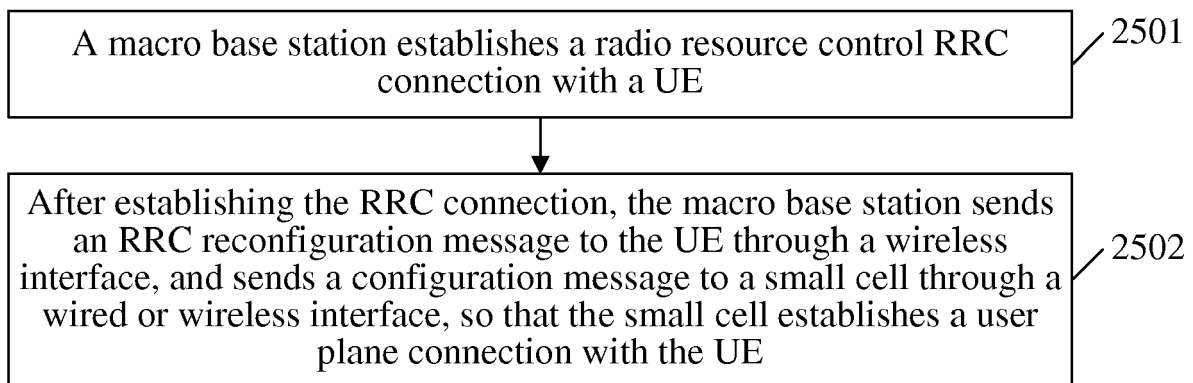 A macro base station establishes a radio resource control RRC
connection with a UE
2501
After establishing the RRC connection, the macro base station sends
an RRC reconfiguration message to the UE through a wireless
interface, and sends a configuration message to a small cell through a
wired or wireless interface, so that the small cell establishes a user
plane connection with the UE
2502